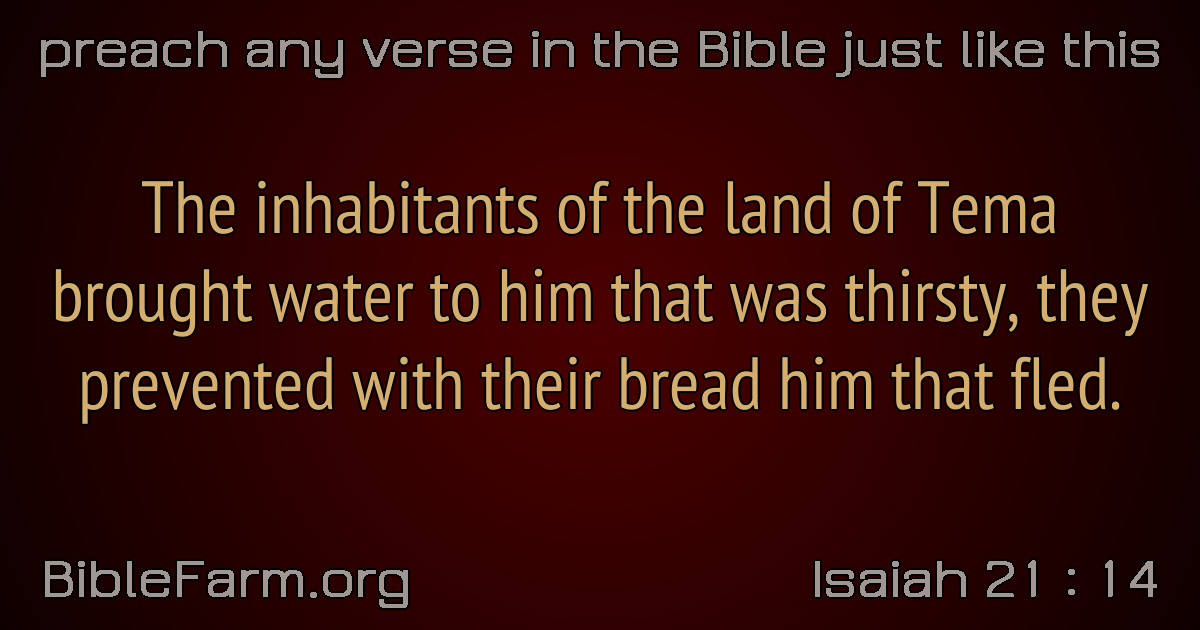 preach any verse in the Bible just like this
The inhabitants of the land of Tema
brought water to him that was thirsty, they
prevented with their bread him that fled.
BibleFarm.org
Isaiah 21 : 14